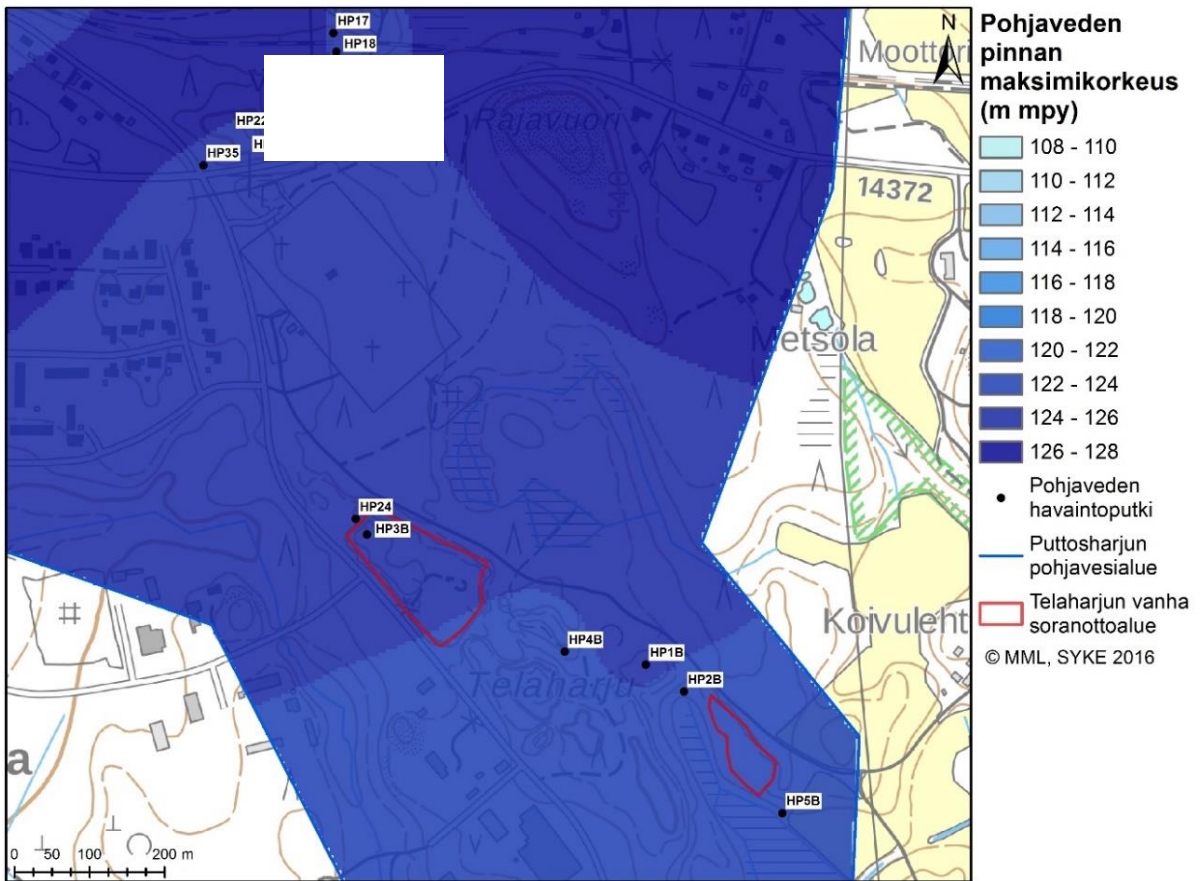 HP17
HP18
HP22
HP35
Rajavuori
Moottori
N
14372
Metsola
HP24
HP3B
HP4B
HP1B
HP2B
HP5B
Telaharju
Koivuleht
a
0 50 100 200 m
Pohjaveden
pinnan
maksimikorkeus
(m mpy)
108 - 110
110 - 112
112 - 114
114 - 116
116 - 118
118 - 120
120 - 122
122 - 124
124 - 126
126 - 128
Pohjaveden
havaintoputki
Puttosharjun
pohjavesialue
Telaharjun vanha
soranottoalue
© MML, SYKE 2016